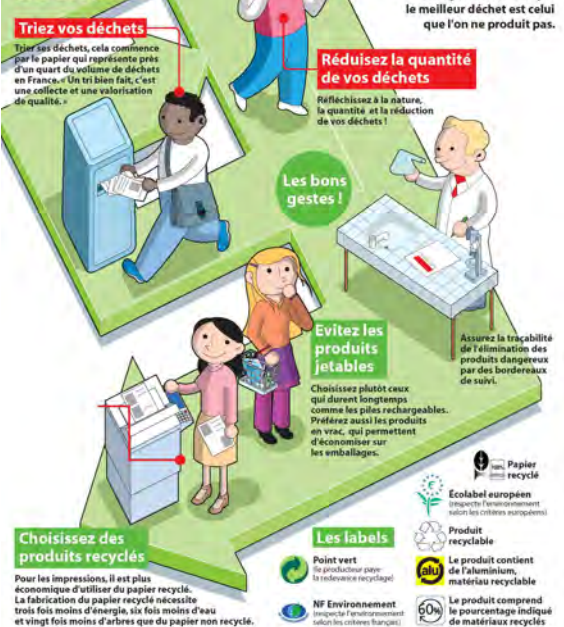 le meilleur déchet est celui
que l'on ne produit pas.
Triez vos déchets
Trier ses déchets, cela commence
par le papier qui représente près
d'un quart du volume de déchets
en France. « Un tri bien fait, c'est
une collecte et une valorisation
de qualité. »
Réduisez la quantité
de vos déchets
Réfléchissez à la nature,
la quantité et la réduction
de vos déchets !
Les bons
gestes !
Evitez les
produits
jetables
Choisissez plutôt ceux
qui durent longtemps
comme les piles rechargeables.
Préférez aussi les produits
en vrac, qui permettent
d'économiser sur
les emballages.
Assurez la traçabilité
de l'élimination des
produits dangereux
par des bordereaux
de suivi.
Choisissez des
produits recyclés
Pour les impressions, il est plus
économique d'utiliser du papier recyclé.
La fabrication du papier recyclé nécessite
trois fois moins d'énergie, six fois moins d'eau
et vingt fois moins d'arbres que du papier non recyclé.
Les labels
Point vert
(le producteur paye
la redevance recyclage)
NF Environnement
(respecte l'environnement
selon les critères français)
100%
Papier
recyclé
Écolabel européen
(respecte l'environnement
selon les critères européens)
Produit
recyclable
alu
Le produit contient
de l'aluminium,
matériau recyclable
60%
Le produit comprend
le pourcentage indiqué
de matériaux recyclés